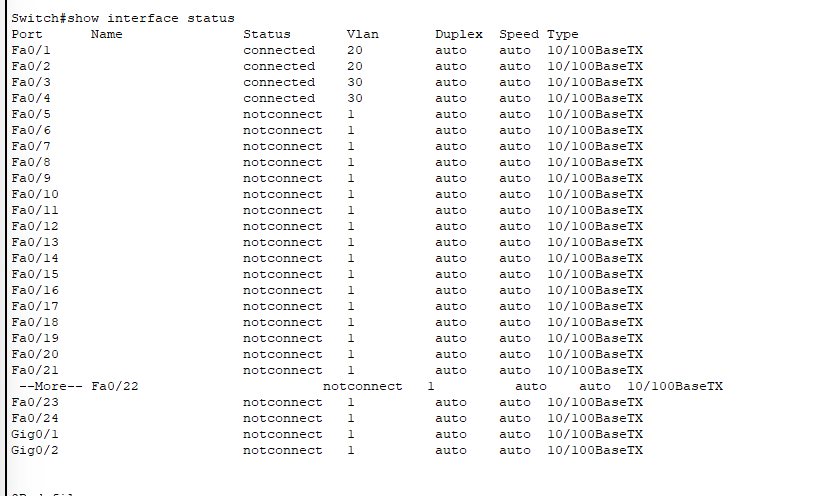 Switch#show interface status
Port Name Status Vlan Duplex Speed Type
Fa0/1 connected 20 auto auto 10/100BaseTX
Fa0/2 connected 20 auto auto 10/100BaseTX
Fa0/3 connected 30 auto auto 10/100BaseTX
Fa0/4 connected 30 auto auto 10/100BaseTX
Fa0/5 notconnect 1 auto auto 10/100BaseTX
Fa0/6 notconnect 1 auto auto 10/100BaseTX
Fa0/7 notconnect 1 auto auto 10/100BaseTX
Fa0/8 notconnect 1 auto auto 10/100BaseTX
Fa0/9 notconnect 1 auto auto 10/100BaseTX
Fa0/10 notconnect 1 auto auto 10/100BaseTX
Fa0/11 notconnect 1 auto auto 10/100BaseTX
Fa0/12 notconnect 1 auto auto 10/100BaseTX
Fa0/13 notconnect 1 auto auto 10/100BaseTX
Fa0/14 notconnect 1 auto auto 10/100BaseTX
Fa0/15 notconnect 1 auto auto 10/100BaseTX
Fa0/16 notconnect 1 auto auto 10/100BaseTX
Fa0/17 notconnect 1 auto auto 10/100BaseTX
Fa0/18 notconnect 1 auto auto 10/100BaseTX
Fa0/19 notconnect 1 auto auto 10/100BaseTX
Fa0/20 notconnect 1 auto auto 10/100BaseTX
Fa0/21 notconnect 1 auto auto 10/100BaseTX
--More-- Fa0/22 notconnect 1 auto auto 10/100BaseTX
Fa0/23 notconnect 1 auto auto 10/100BaseTX
Fa0/24 notconnect 1 auto auto 10/100BaseTX
Gig0/1 notconnect 1 auto auto 10/100BaseTX
Gig0/2 notconnect 1 auto auto 10/100BaseTX